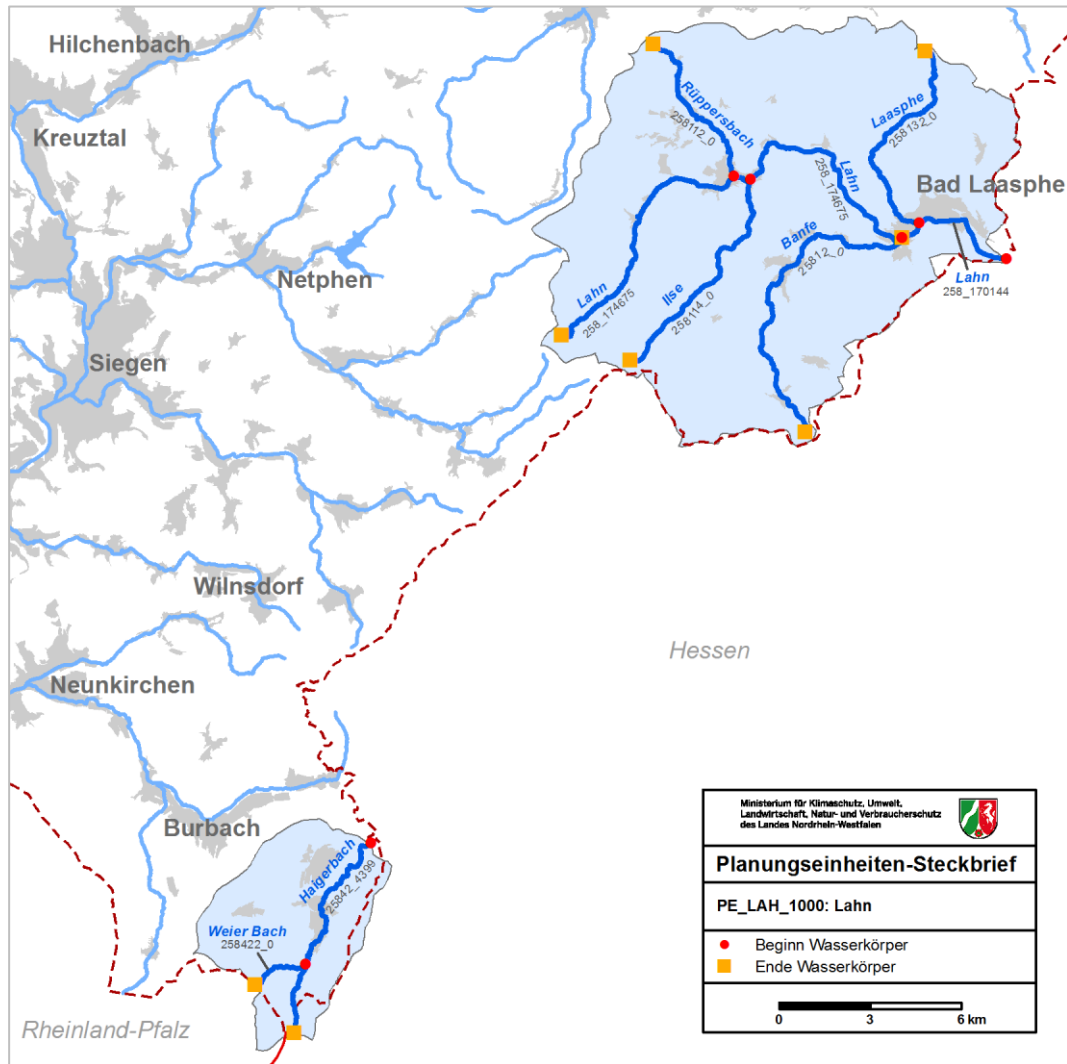 Hilchenbach
Kreuztal
Rüppersbach
258112_0
Laasphe
258132_0
Lahn
258_174675
Bad Laasphe
Banfe
25812_0
Netphen
Lahn
258_174675
Ilse
258114_0
Lahn
258_170144
Siegen
Wilnsdorf
Hessen
Neunkirchen
Burbach
Haigerbach
25842_4399
Weier Bach
258422_0
Rheinland-Pfalz
Ministerium für Klimaschutz, Umwelt,
Landwirtschaft, Natur- und Verbraucherschutz
des Landes Nordrhein-Westfalen
Planungseinheiten-Steckbrief
PE_LAH_1000: Lahn
Beginn Wasserkörper
Ende Wasserkörper
0 3 6 km